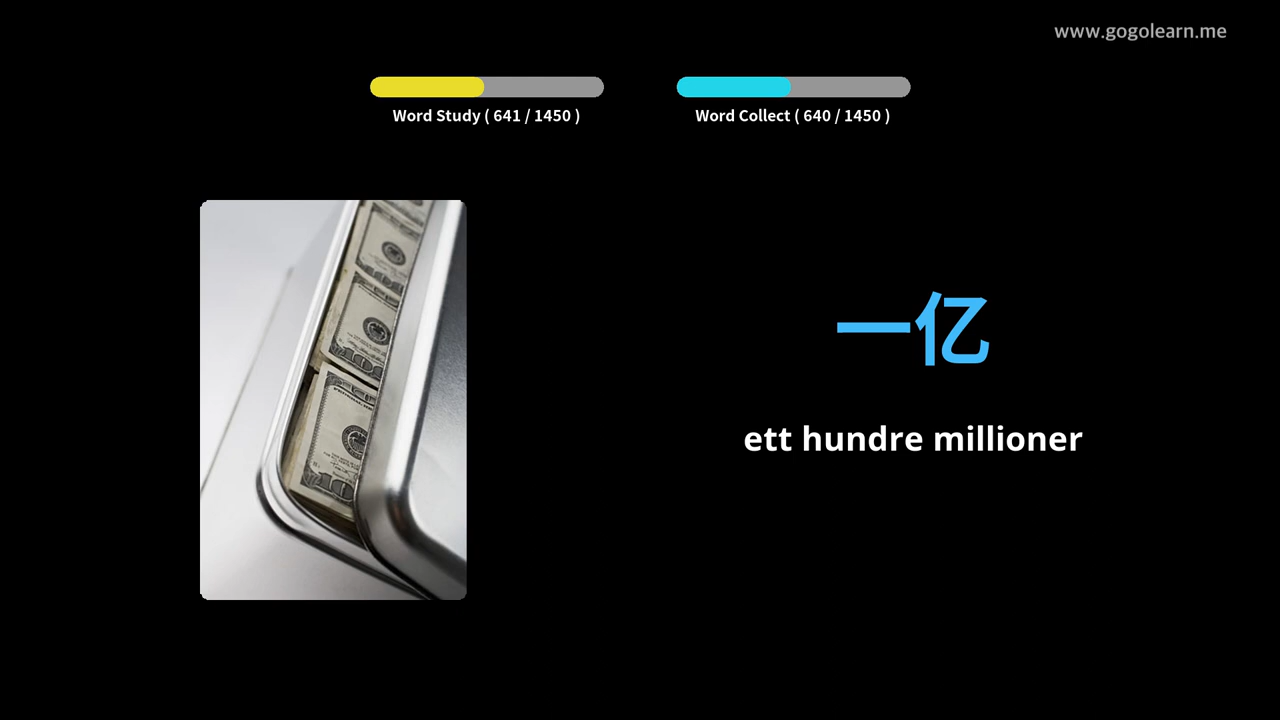 www.gogolearn.me
Word Study ( 641 / 1450 )
Word Collect ( 640 / 1450 )
一亿
ett hundre millioner